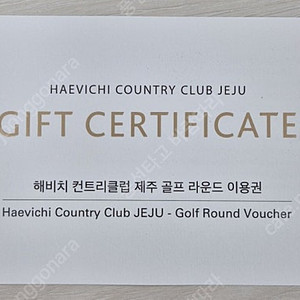 HAEVICHI COUNTRY CLUB JEJU
GIFT CERTIFICATE
해비치 컨트리클럽 제주 골프 라운드 이용권
Haevichi Country Club JEJU - Golf Round Voucher